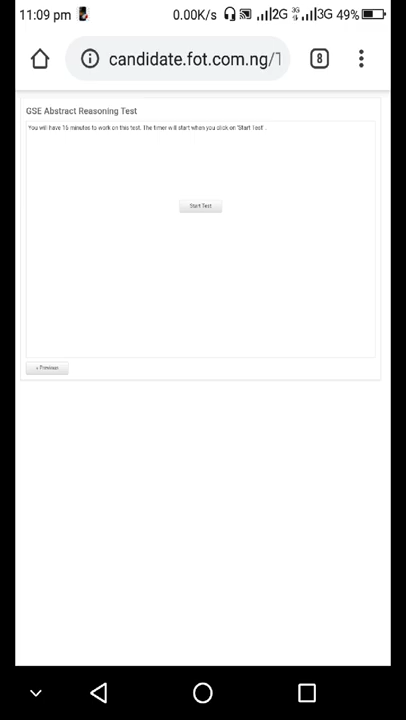 11:09 pm 0.00K/s 2G 3G 3G 49%
candidate.fot.com.ng/T 8
GSE Abstract Reasoning Test
You will have 15 minutes to work on this test. The timer will start when you click on 'Start Test'.
Start Test
< Previous